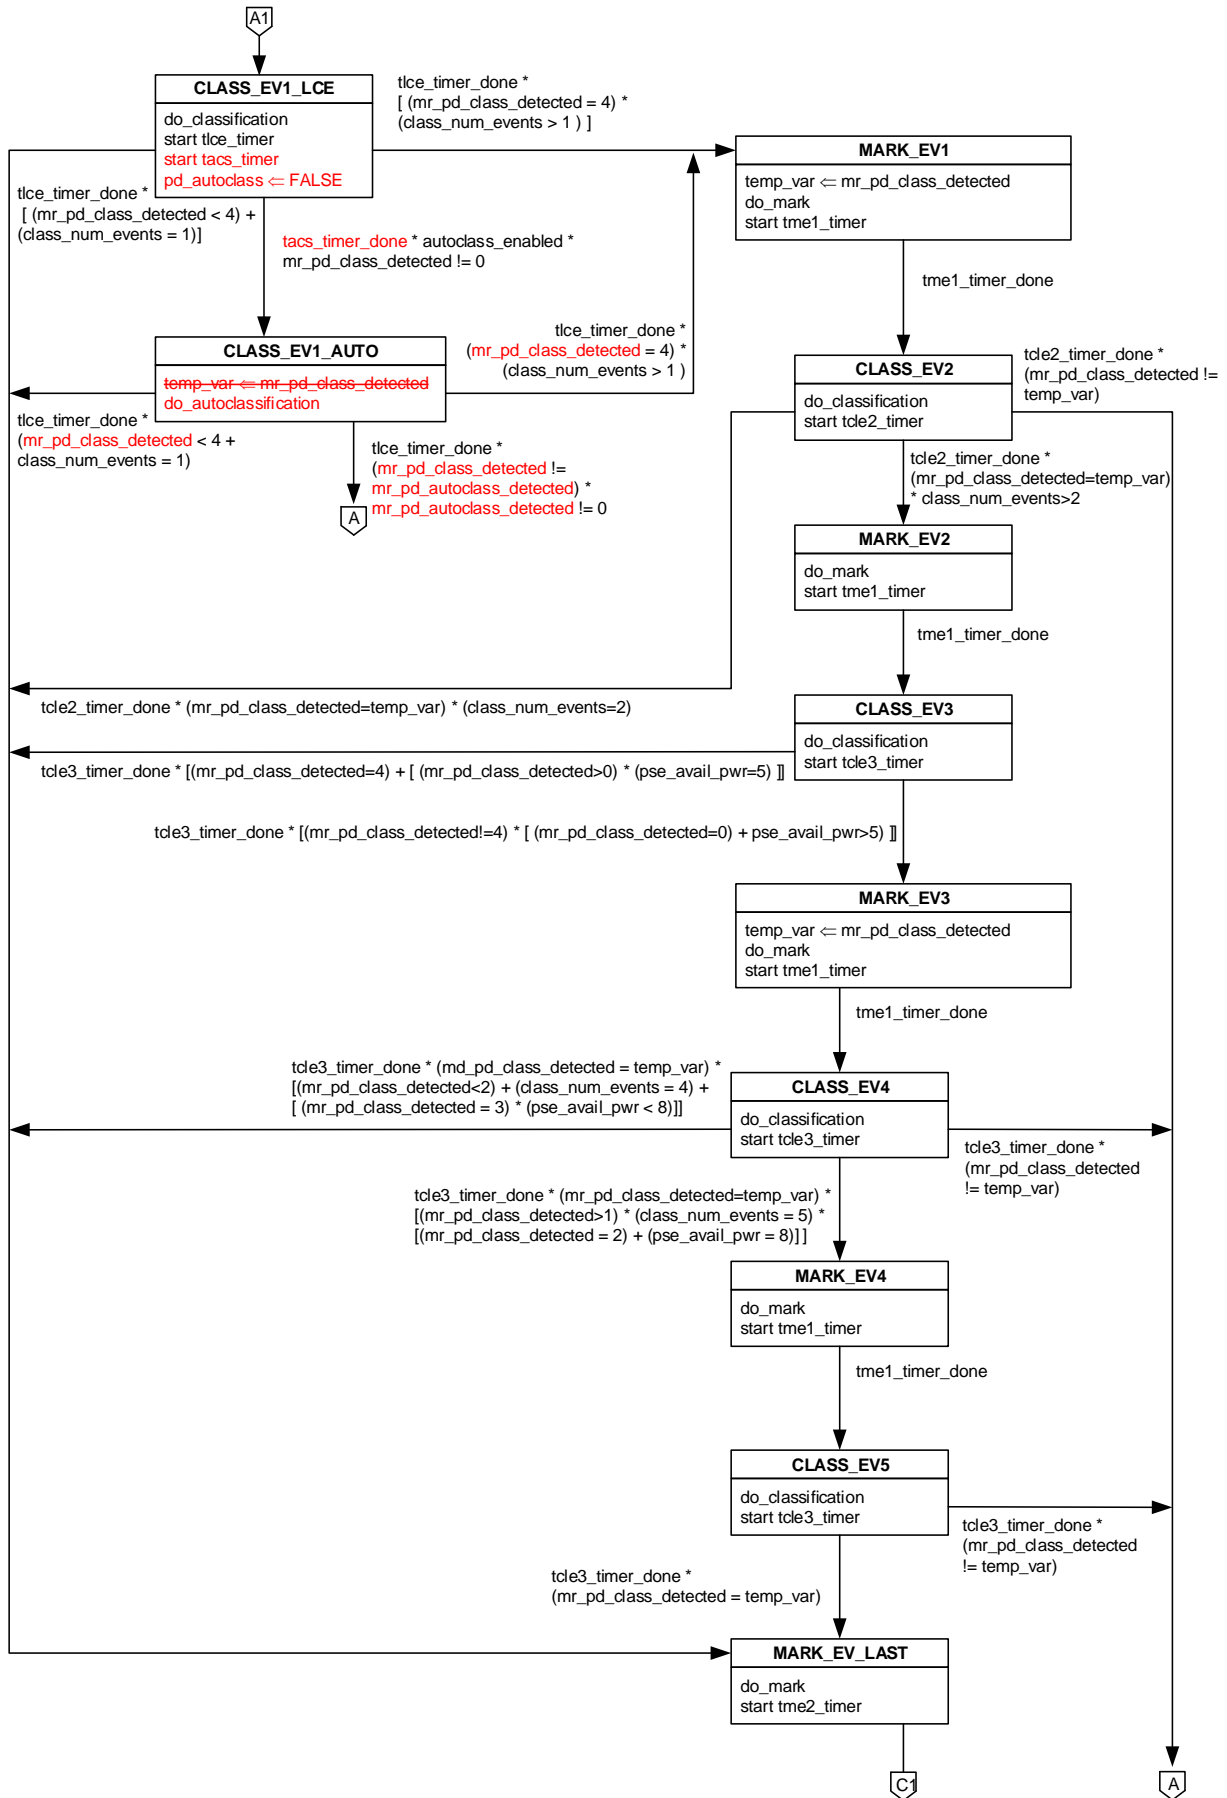 A1
CLASS_EV1_LCE
do_classification
start tlce_timer
start tacs_timer
pd_autoclass ⇐ FALSE
tlce_timer_done *
[ (mr_pd_class_detected = 4) *
(class_num_events > 1 ) ]
MARK_EV1
temp_var ⇐ mr_pd_class_detected
do_mark
start tme1_timer
tlce_timer_done *
[ (mr_pd_class_detected < 4) +
(class_num_events = 1)]
tacs_timer_done * autoclass_enabled *
mr_pd_class_detected != 0
tme1_timer_done
CLASS_EV1_AUTO
temp_var ⇐ mr_pd_class_detected
do_autoclassification
tlce_timer_done *
(mr_pd_class_detected = 4) *
(class_num_events > 1 )
CLASS_EV2
do_classification
start tcle2_timer
tcle2_timer_done *
(mr_pd_class_detected !=
temp_var)
tlce_timer_done *
(mr_pd_class_detected < 4 +
class_num_events = 1)
tlce_timer_done *
(mr_pd_class_detected !=
mr_pd_autoclass_detected) *
mr_pd_autoclass_detected != 0
A
tcle2_timer_done *
(mr_pd_class_detected=temp_var)
* class_num_events>2
MARK_EV2
do_mark
start tme1_timer
tme1_timer_done
tcle2_timer_done * (mr_pd_class_detected=temp_var) * (class_num_events=2)
CLASS_EV3
do_classification
start tcle3_timer
tcle3_timer_done * [(mr_pd_class_detected=4) + [ (mr_pd_class_detected>0) * (pse_avail_pwr=5) ]]
tcle3_timer_done * [(mr_pd_class_detected!=4) * [ (mr_pd_class_detected=0) + pse_avail_pwr>5) ]]
MARK_EV3
temp_var ⇐ mr_pd_class_detected
do_mark
start tme1_timer
tme1_timer_done
tcle3_timer_done * (md_pd_class_detected = temp_var) *
[(mr_pd_class_detected<2) + (class_num_events = 4) +
[ (mr_pd_class_detected = 3) * (pse_avail_pwr < 8)]]
CLASS_EV4
do_classification
start tcle3_timer
tcle3_timer_done *
(mr_pd_class_detected
!= temp_var)
tcle3_timer_done * (mr_pd_class_detected=temp_var) *
[(mr_pd_class_detected>1) * (class_num_events = 5) *
[(mr_pd_class_detected = 2) + (pse_avail_pwr = 8)] ]
MARK_EV4
do_mark
start tme1_timer
tme1_timer_done
CLASS_EV5
do_classification
start tcle3_timer
tcle3_timer_done *
(mr_pd_class_detected
!= temp_var)
tcle3_timer_done *
(mr_pd_class_detected = temp_var)
MARK_EV_LAST
do_mark
start tme2_timer
C1
A